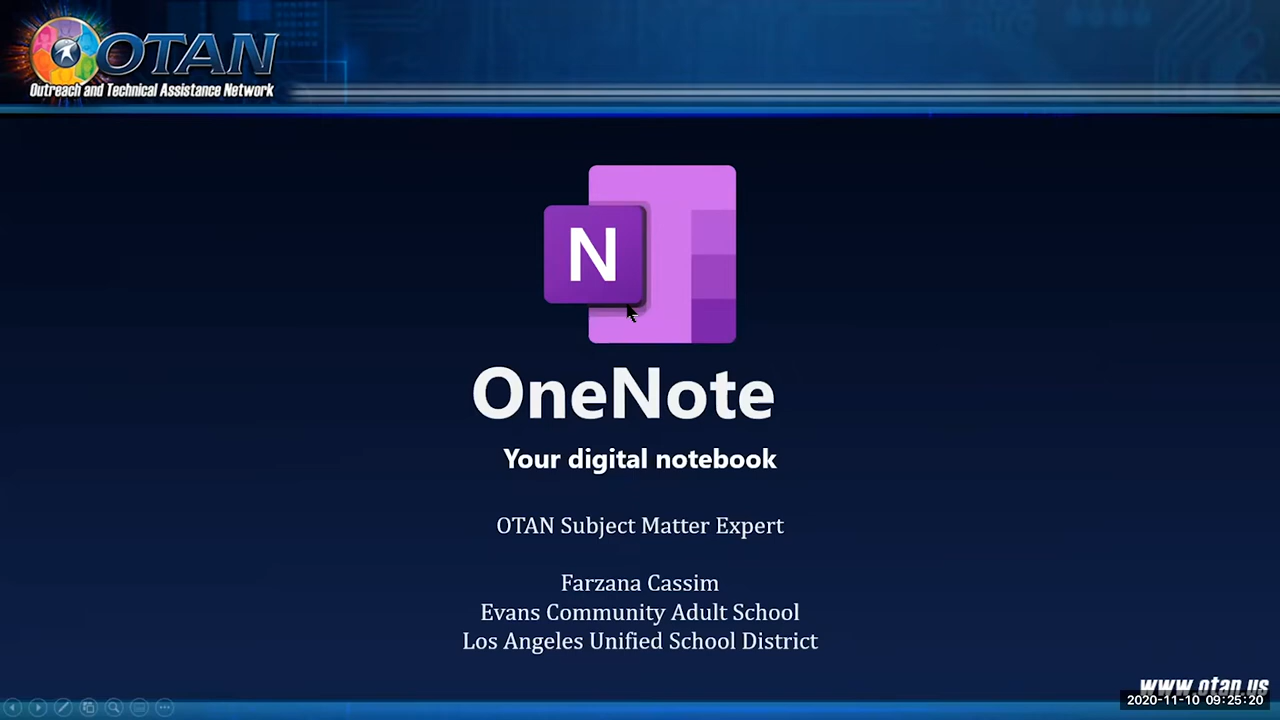 OTAN
Outreach and Technical Assistance Network
N
OneNote
Your digital notebook
OTAN Subject Matter Expert
Farzana Cassim
Evans Community Adult School
Los Angeles Unified School District
www.otan.us
2020-11-10 09:25:20